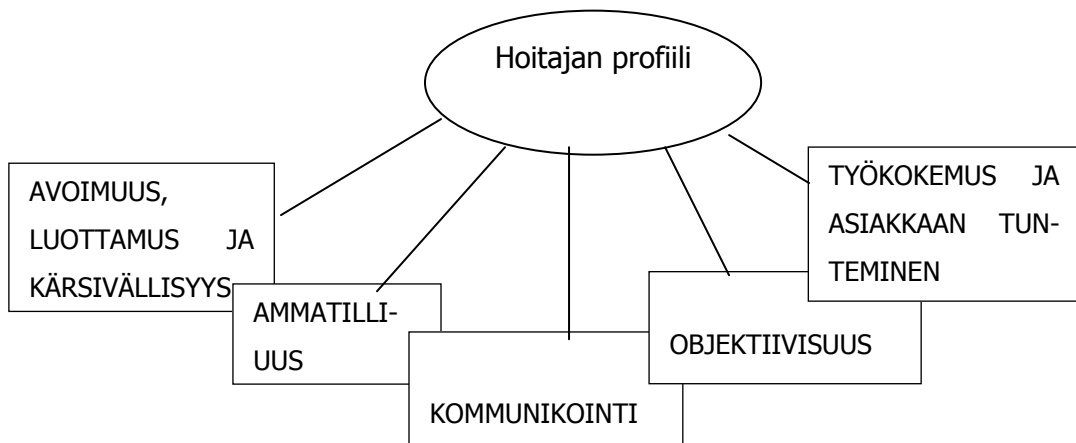 Hoitajan profiili
AVOIMUUS,
LUOTTAMUS JA
KÄRSIVÄLLISYYS
AMMATILLI-
UUS
KOMMUNIKOINTI
OBJEKTIIVISUUS
TYÖKOKEMUS JA
ASIAKKAAN TUN-
TEMINEN